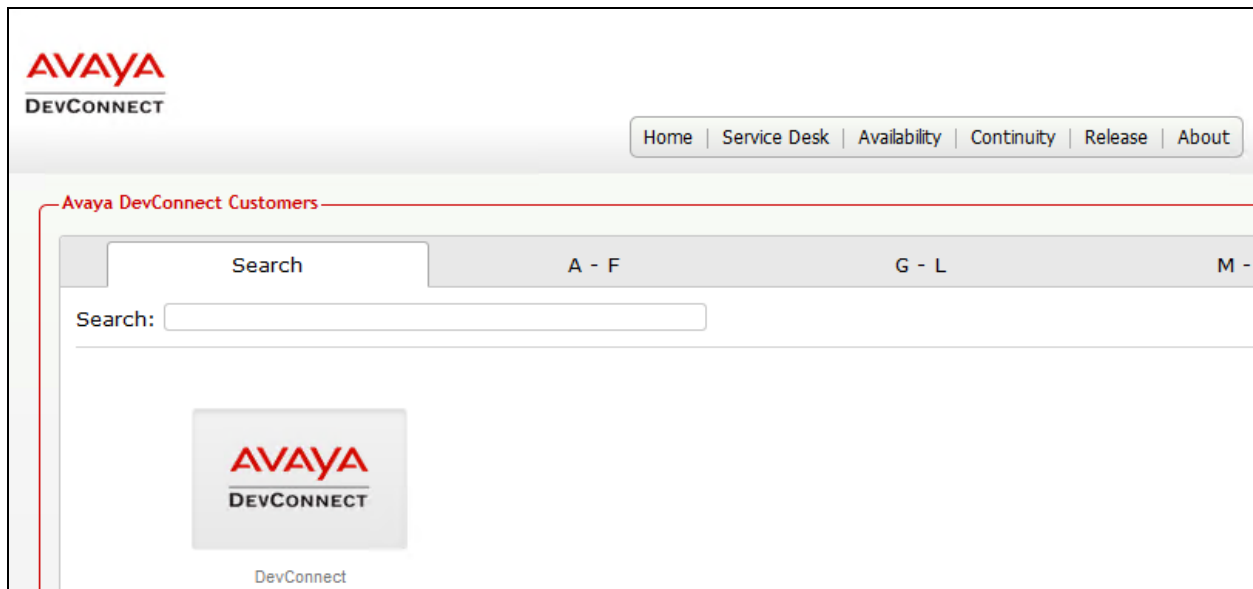 AVAYA
DEVCONNECT
Home | Service Desk | Availability | Continuity | Release | About
Avaya DevConnect Customers
Search A - F G - L M -
Search:
AVAYA
DEVCONNECT
DevConnect